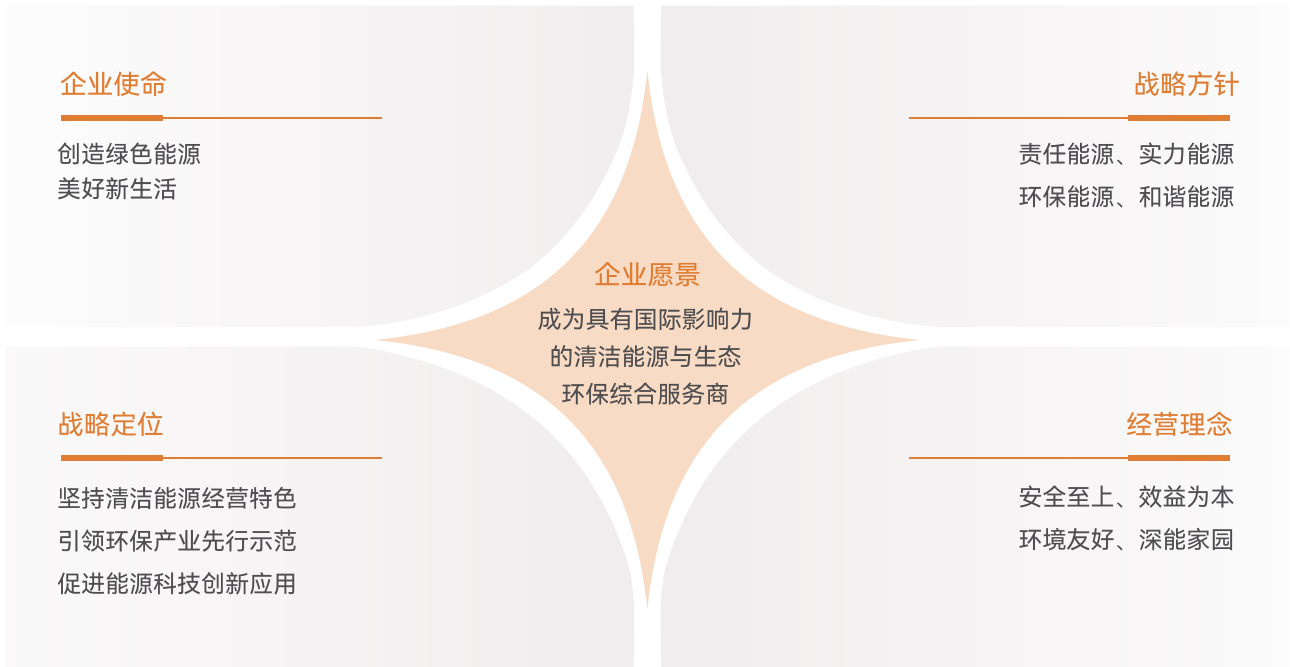 企业使命
创造绿色能源
美好新生活
战略方针
责任能源、实力能源
环保能源、和谐能源
企业愿景
成为具有国际影响力
的清洁能源与生态
环保综合服务商
战略定位
坚持清洁能源经营特色
引领环保产业先行示范
促进能源科技创新应用
经营理念
安全至上、效益为本
环境友好、深能家园